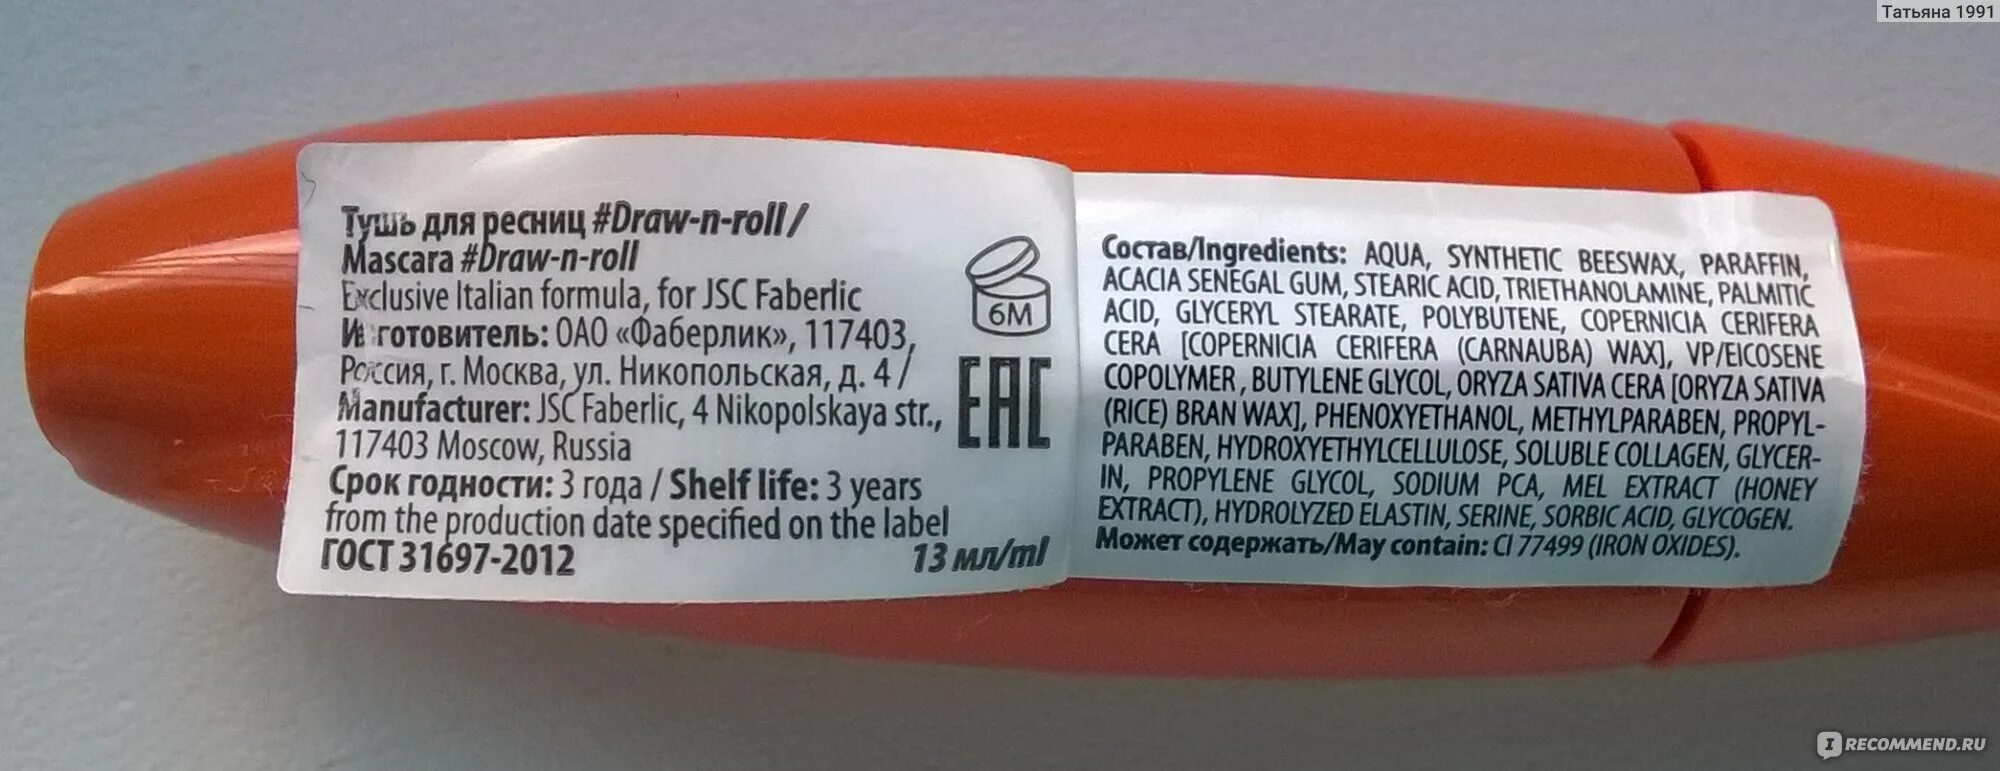 Татьяна 1991
Тушь для ресниц #Draw-n-roll /
Mascara #Draw-n-roll
Exclusive Italian formula, for JSC Faberlic
Изготовитель: ОАО «Фаберлик», 117403,
Россия, г. Москва, ул. Никопольская, д. 4 /
Manufacturer: JSC Faberlic, 4 Nikopolskaya str.,
117403 Moscow, Russia
Срок годности: 3 года / Shelf life: 3 years
from the production date specified on the label
ГОСТ 31697-2012
13 мл/ml
6M
EAC
Состав/Ingredients: AQUA, SYNTHETIC BEESWAX, PARAFFIN,
ACACIA SENEGAL GUM, STEARIC ACID, TRIETHANOLAMINE, PALMITIC
ACID, GLYCERYL STEARATE, POLYBUTENE, COPERNICIA CERIFERA
CERA [COPERNICIA CERIFERA (CARNAUBA) WAX], VP/EICOSENE
COPOLYMER, BUTYLENE GLYCOL, ORYZA SATIVA CERA [ORYZA SATIVA
(RICE) BRAN WAX], PHENOXYETHANOL, METHYLPARABEN, PROPYL-
PARABEN, HYDROXYETHYLCELLULOSE, SOLUBLE COLLAGEN, GLYCER-
IN, PROPYLENE GLYCOL, SODIUM PCA, MEL EXTRACT (HONEY
EXTRACT), HYDROLYZED ELASTIN, SERINE, SORBIC ACID, GLYCOGEN.
Может содержать/May contain: CI 77499 (IRON OXIDES).
IRECOMMEND.RU